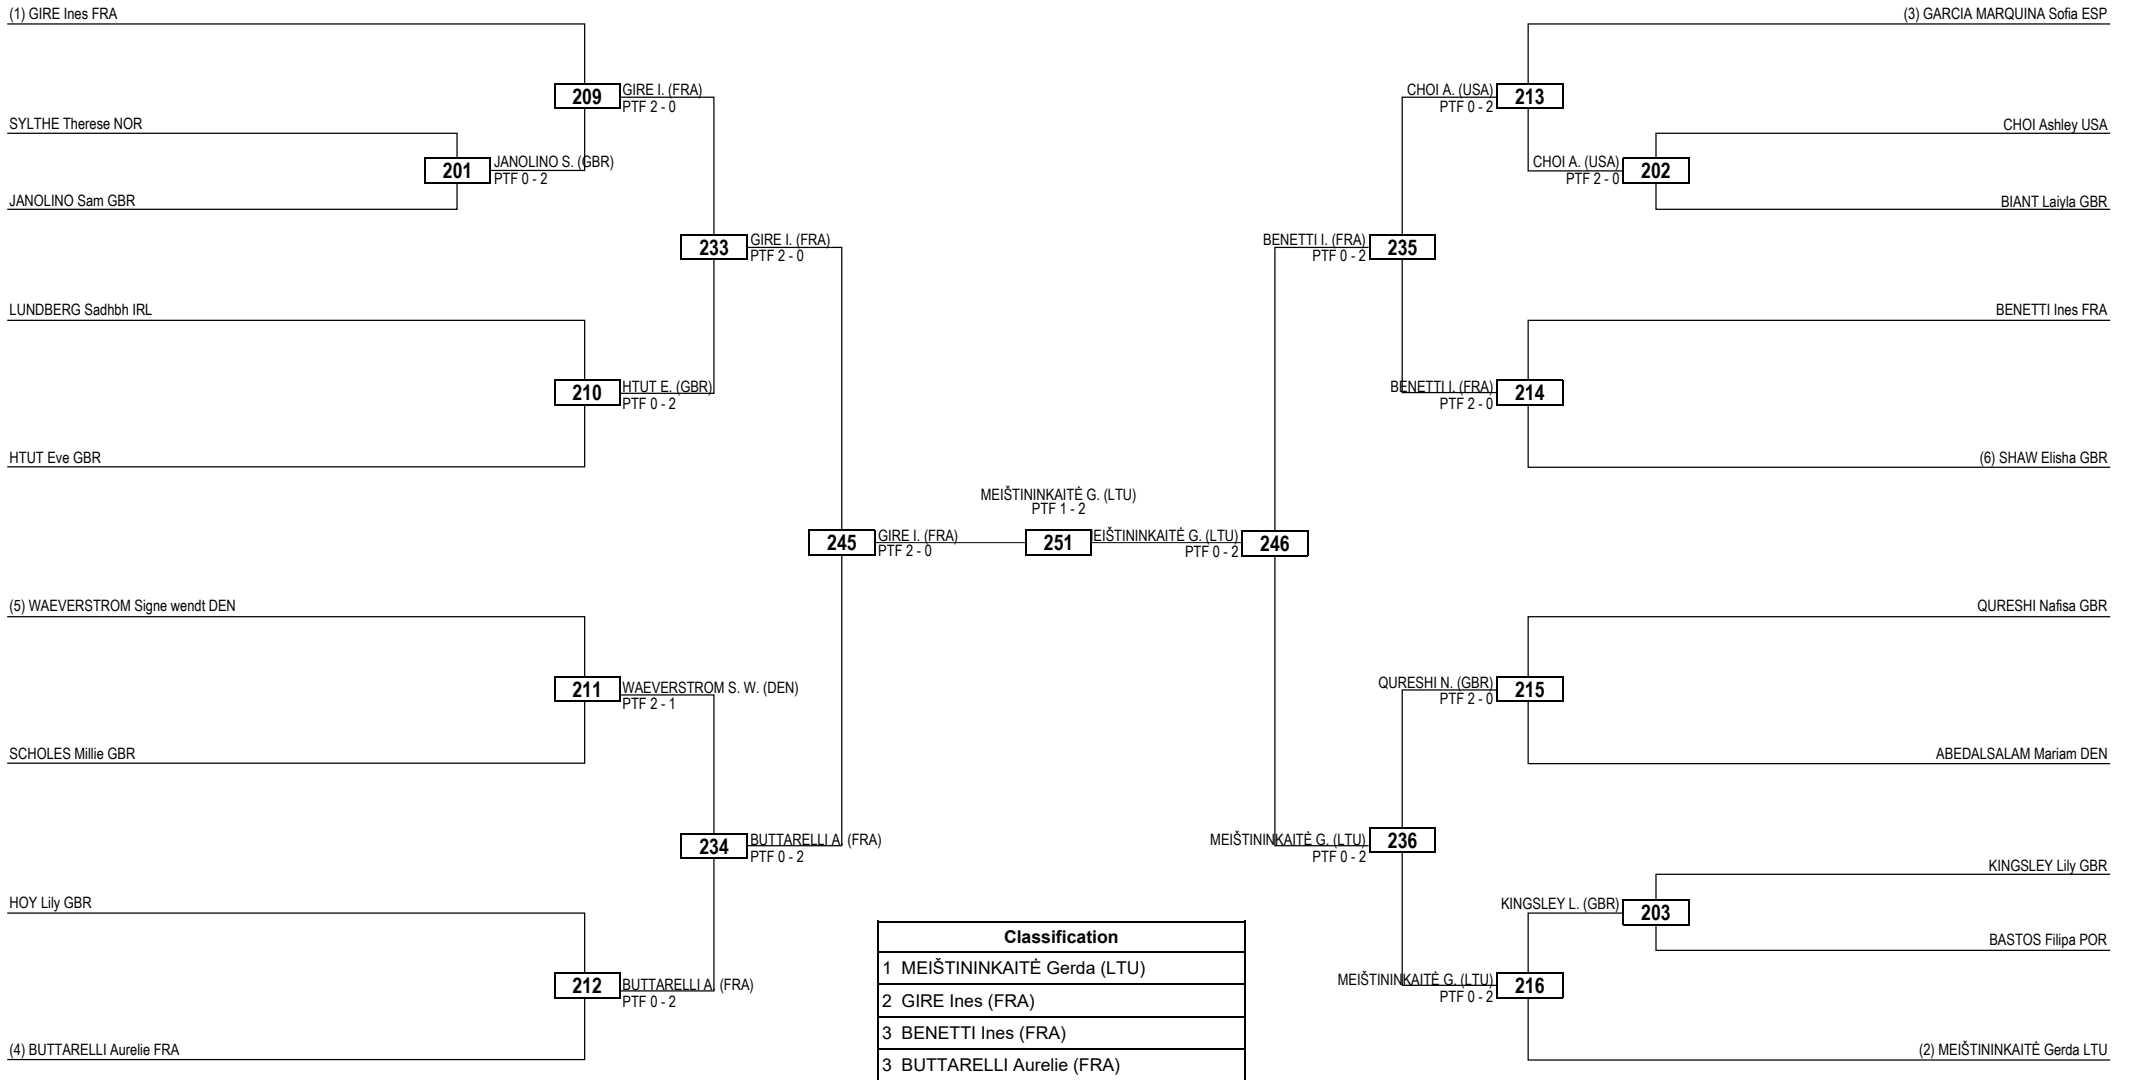 (1) GIRE Ines FRA
209
GIRE I. (FRA)
PTF 2 - 0
SYLTHE Therese NOR
201
JANOLINO S. (GBR)
PTF 0 - 2
JANOLINO Sam GBR
233
GIRE I. (FRA)
PTF 2 - 0
LUNDBERG Sadhbh IRL
210
HTUT E. (GBR)
PTF 0 - 2
HTUT Eve GBR
245
GIRE I. (FRA)
PTF 2 - 0
(5) WAEVERSTROM Signe wendt DEN
211
WAEVERSTROM S. W. (DEN)
PTF 2 - 1
SCHOLES Millie GBR
234
BUTTARELLI A. (FRA)
PTF 0 - 2
HOY Lily GBR
212
BUTTARELLI A. (FRA)
PTF 0 - 2
(4) BUTTARELLI Aurelie FRA
MEIŠTININKAITĖ G. (LTU)
PTF 1 - 2
251
(3) GARCIA MARQUINA Sofia ESP
CHOI A. (USA)
PTF 0 - 2
213
CHOI Ashley USA
CHOI A. (USA)
PTF 2 - 0
202
BIANT Laiyla GBR
BENETTI I. (FRA)
PTF 0 - 2
235
BENETTI Ines FRA
BENETTI I. (FRA)
PTF 2 - 0
214
(6) SHAW Elisha GBR
EIŠTININKAITĖ G. (LTU)
PTF 0 - 2
246
QURESHI Nafisa GBR
QURESHI N. (GBR)
PTF 2 - 0
215
ABEDALSALAM Mariam DEN
MEIŠTININKAITĖ G. (LTU)
PTF 0 - 2
236
KINGSLEY Lily GBR
KINGSLEY L. (GBR)
203
BASTOS Filipa POR
MEIŠTININKAITĖ G. (LTU)
PTF 0 - 2
216
(2) MEIŠTININKAITĖ Gerda LTU
Classification
1 MEIŠTININKAITĖ Gerda (LTU)
2 GIRE Ines (FRA)
3 BENETTI Ines (FRA)
3 BUTTARELLI Aurelie (FRA)